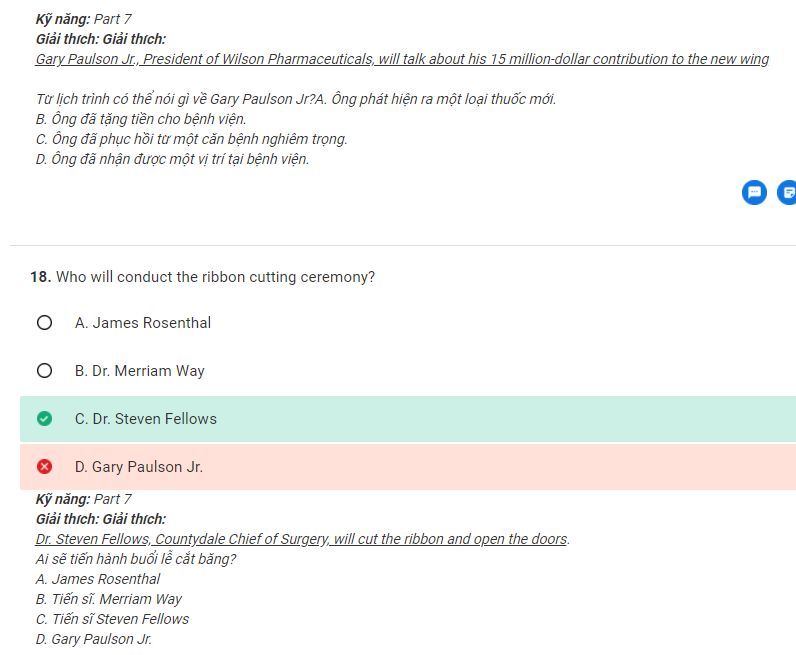 Kỹ năng: Part 7
Giải thích: Giải thích:
Gary Paulson Jr., President of Wilson Pharmaceuticals, will talk about his 15 million-dollar contribution to the new wing
Từ lịch trình có thể nói gì về Gary Paulson Jr?A. Ông phát hiện ra một loại thuốc mới.
B. Ông đã tặng tiền cho bệnh viện.
C. Ông đã phục hồi từ một căn bệnh nghiêm trọng.
D. Ông đã nhận được một vị trí tại bệnh viện.
18. Who will conduct the ribbon cutting ceremony?
A. James Rosenthal
B. Dr. Merriam Way
C. Dr. Steven Fellows
D. Gary Paulson Jr.
Kỹ năng: Part 7
Giải thích: Giải thích:
Dr. Steven Fellows, Countydale Chief of Surgery, will cut the ribbon and open the doors.
Ai sẽ tiến hành buổi lễ cắt băng?
A. James Rosenthal
B. Tiến sĩ. Merriam Way
C. Tiến sĩ Steven Fellows
D. Gary Paulson Jr.